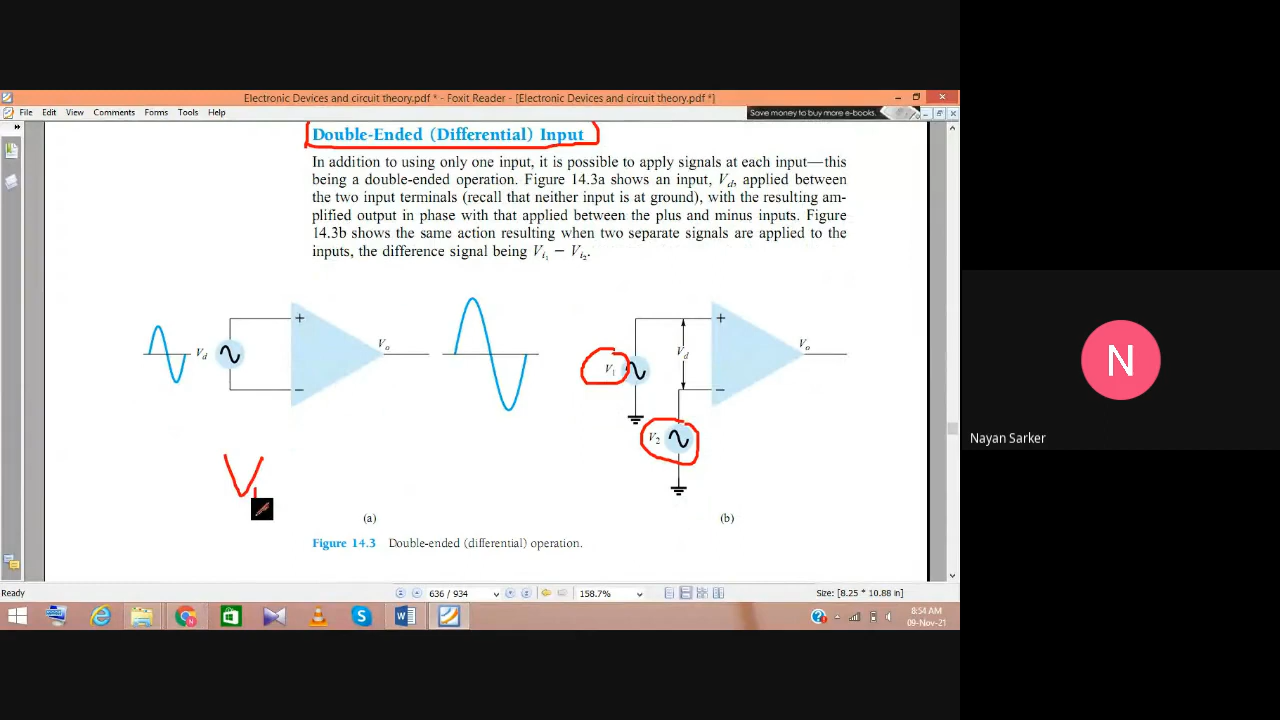 Electronic Devices and circuit theory.pdf * - Foxit Reader - [Electronic Devices and circuit theory.pdf *]
File Edit View Comments Forms Tools Help
Save money to buy more e-books.
Double-Ended (Differential) Input
In addition to using only one input, it is possible to apply signals at each input—this
being a double-ended operation. Figure 14.3a shows an input, Vd, applied between
the two input terminals (recall that neither input is at ground), with the resulting am-
plified output in phase with that applied between the plus and minus inputs. Figure
14.3b shows the same action resulting when two separate signals are applied to the
inputs, the difference signal being Vi1 − Vi2.
Vd
+
−
Vo
V1
Vd
+
−
Vo
V2
V1
(a)
(b)
Figure 14.3 Double-ended (differential) operation.
N
Nayan Sarker
Ready
636 / 934
158.7%
Size: [8.25 * 10.88 in]
8:54 AM
09-Nov-21